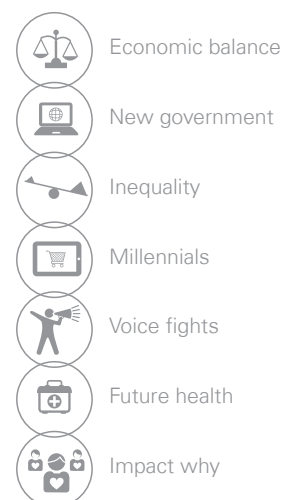 Economic balance
New government
Inequality
Millennials
Voice fights
Future health
Impact why